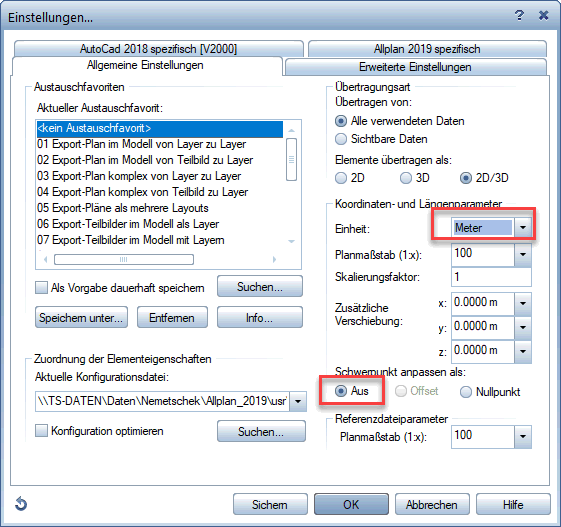 Einstellungen...
AutoCad 2018 spezifisch [V2000]
Allplan 2019 spezifisch
Allgemeine Einstellungen
Erweiterte Einstellungen
Austauschfavoriten
Aktueller Austauschfavorit:
<kein Austauschfavorit>
01 Export-Plan im Modell von Layer zu Layer
02 Export-Plan im Modell von Teilbild zu Layer
03 Export-Plan komplex von Layer zu Layer
04 Export-Plan komplex von Teilbild zu Layer
05 Export-Pläne als mehrere Layouts
06 Export-Teilbilder im Modell als Layer
07 Export-Teilbilder im Modell mit Layern
Als Vorgabe dauerhaft speichern
Suchen...
Speichern unter...
Entfernen
Info...
Zuordnung der Elementeigenschaften
Aktuelle Konfigurationsdatei:
\\TS-DATEN\Daten\Nemetschek\Allplan_2019\usr\
Konfiguration optimieren
Suchen...
Übertragungsart
Übertragen von:
Alle verwendeten Daten
Sichtbare Daten
Elemente übertragen als:
2D
3D
2D/3D
Koordinaten- und Längenparameter
Einheit:
Meter
Planmaßstab (1:x):
100
Skalierungsfaktor:
1
Zusätzliche Verschiebung:
x:
0.0000 m
y:
0.0000 m
z:
0.0000 m
Schwerpunkt anpassen als:
Aus
Offset
Nullpunkt
Referenzdateiparameter
Planmaßstab (1:x):
100
Sichern
OK
Abbrechen
Hilfe